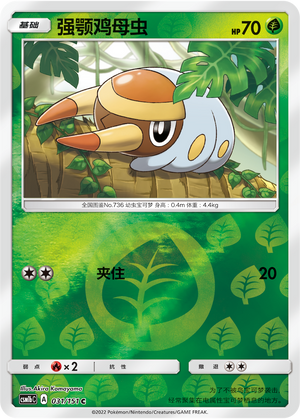 基础 强颚鸡母虫 HP70
全国图鉴No.736 幼虫宝可梦 身高:0.4m 体重:4.4kg
夹住 20
弱点 ×2 抗性 撤退
Illus.Akira Komayama
csm1bC A 031/151 C
©2022 Pokémon/Nintendo/Creatures/GAME FREAK.